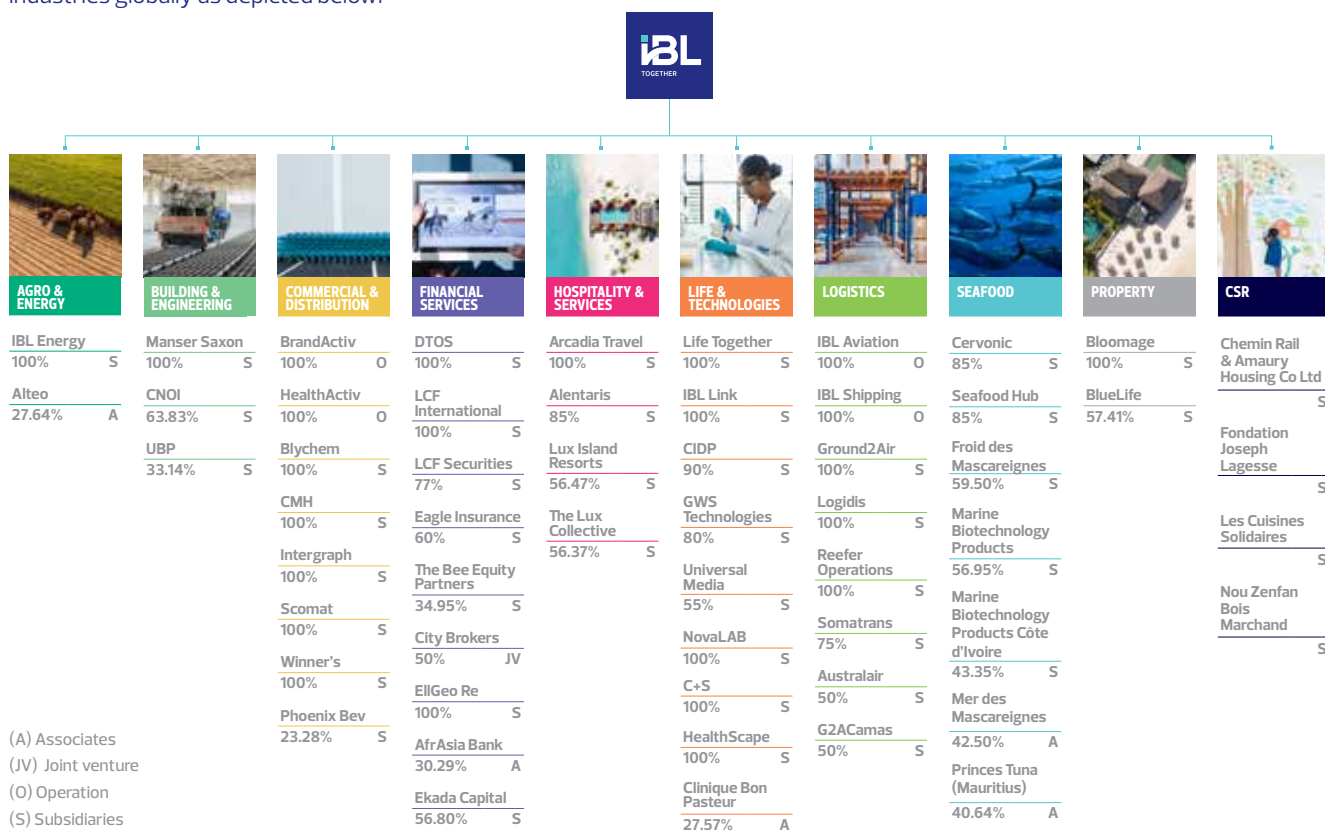 industries globally as depicted below.
iBL
TOGETHER
AGRO &
ENERGY
IBL Energy
100% S
Alteo
27.64% A
BUILDING &
ENGINEERING
Manser Saxon
100% S
CNOI
63.83% S
UBP
33.14% S
COMMERCIAL &
DISTRIBUTION
BrandActiv
100% O
HealthActiv
100% O
Blychem
100% S
CMH
100% S
Intergraph
100% S
Scomat
100% S
Winner's
100% S
Phoenix Bev
23.28% S
FINANCIAL
SERVICES
DTOS
100% S
LCF
International
100% S
LCF Securities
77% S
Eagle Insurance
60% S
The Bee Equity
Partners
34.95% S
City Brokers
50% JV
EllGeo Re
100% S
AfrAsia Bank
30.29% A
Ekada Capital
56.80% S
HOSPITALITY &
SERVICES
Arcadia Travel
100% S
Alentaris
85% S
Lux Island
Resorts
56.47% S
The Lux
Collective
56.37% S
LIFE &
TECHNOLOGIES
Life Together
100% S
IBL Link
100% S
CIDP
90% S
GWS
Technologies
80% S
Universal
Media
55% S
NovaLAB
100% S
C+S
100% S
HealthScape
100% S
Clinique Bon
Pasteur
27.57% A
LOGISTICS
IBL Aviation
100% O
IBL Shipping
100% O
Ground2Air
100% S
Logidis
100% S
Reefer
Operations
100% S
Somatrans
75% S
Australair
50% S
G2ACamas
50% S
SEAFOOD
Cervonic
85% S
Seafood Hub
85% S
Froid des
Mascareignes
59.50% S
Marine
Biotechnology
Products
56.95% S
Marine
Biotechnology
Products Côte
d'Ivoire
43.35% S
Mer des
Mascareignes
42.50% A
Princes Tuna
(Mauritius)
40.64% A
PROPERTY
Bloomage
100% S
BlueLife
57.41% S
CSR
Chemin Rail
& Amaury
Housing Co Ltd
S
Fondation
Joseph
Lagesse
S
Les Cuisines
Solidaires
S
Nou Zenfan
Bois
Marchand
S
(A) Associates
(JV) Joint venture
(O) Operation
(S) Subsidiaries